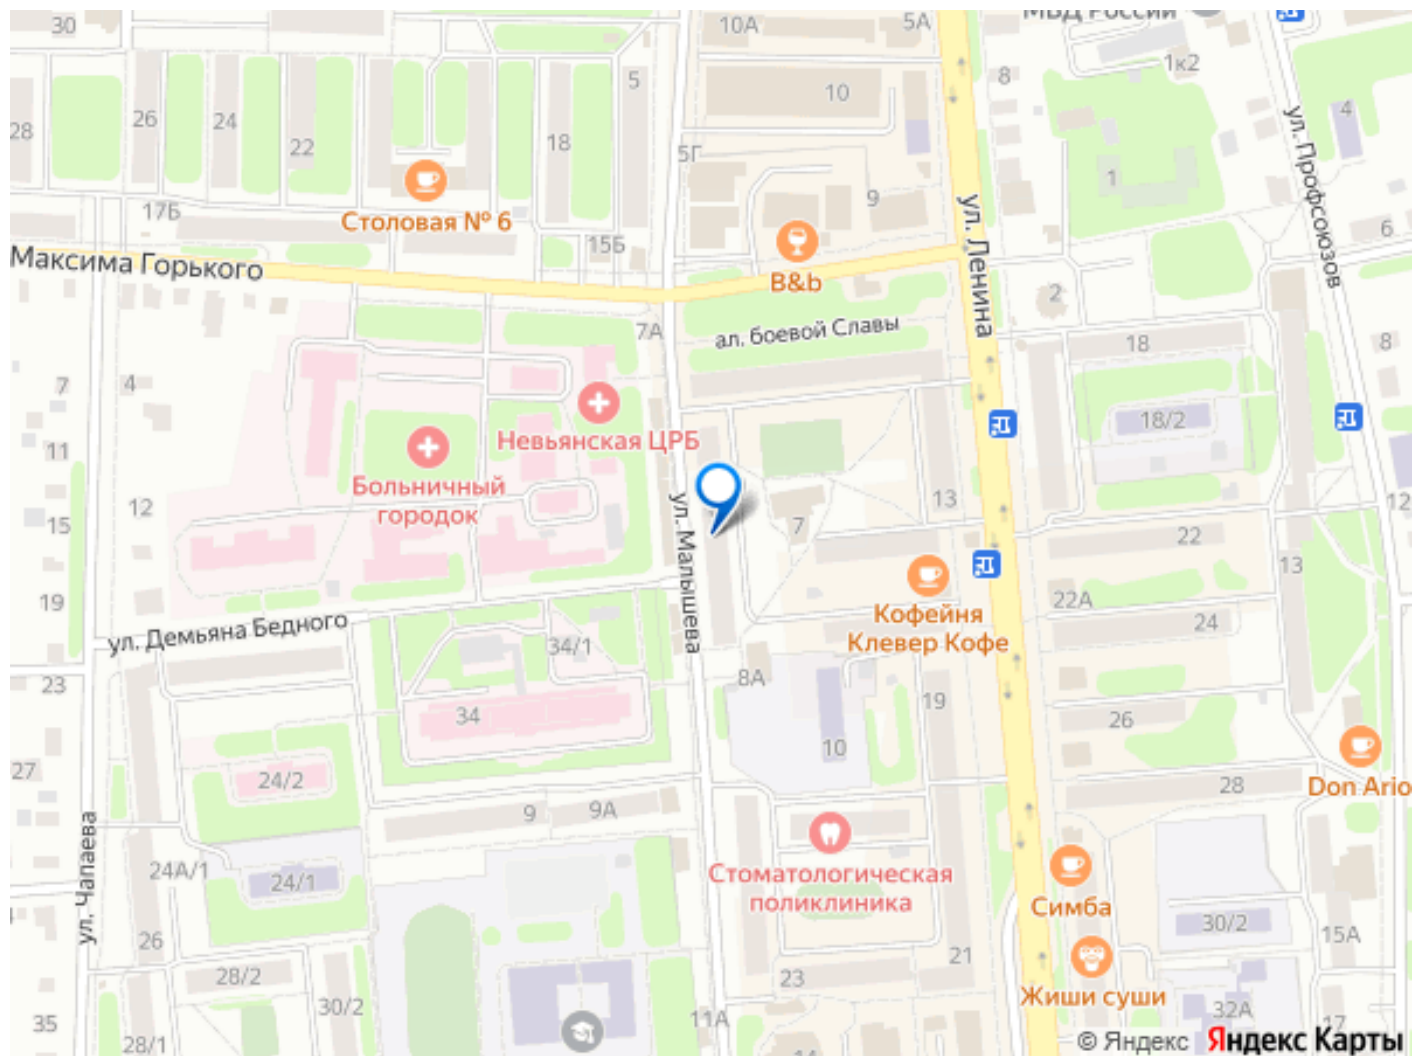 30
10А
5А
МВД России
1к2
8
5
10
4
28
26
24
22
18
5Г
ул. Профсоюзов
1
17Б
Столовая № 6
9
ул. Ленина
6
15Б
Максима Горького
B&b
2
7А
ал. боевой Славы
18
8
7
4
18/2
11
Невьянская ЦРБ
Больничный
городок
12
13
12
15
ул. Малышева
7
22
13
19
Кофейня
Клевер Кофе
22А
24
ул. Демьяна Бедного
34/1
8А
23
19
34
26
10
27
24/2
28
Don Ario
9
9А
ул. Чапаева
Стоматологическая
поликлиника
24А/1
24/1
Симба
30/2
15А
26
21
28/2
23
30/2
Жиши суши
35
11А
32А
17
28/1
14
© Яндекс Яндекс Карты